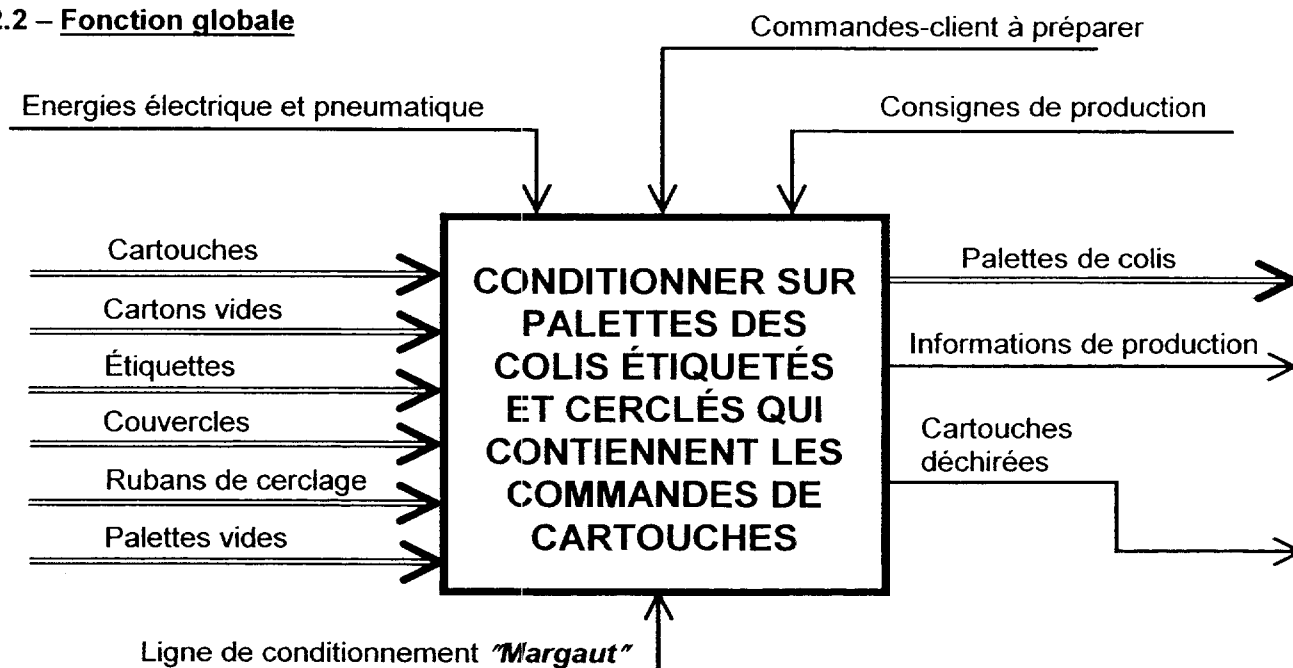 2.2 – Fonction globale
Commandes-client à préparer
Energies électrique et pneumatique
Consignes de production
Cartouches
Cartons vides
Étiquettes
Couvercles
Rubans de cerclage
Palettes vides
CONDITIONNER SUR
PALETTES DES
COLIS ÉTIQUETÉS
ET CERCLÉS QUI
CONTIENNENT LES
COMMANDES DE
CARTOUCHES
Palettes de colis
Informations de production
Cartouches
déchirées
Ligne de conditionnement "Margaut"